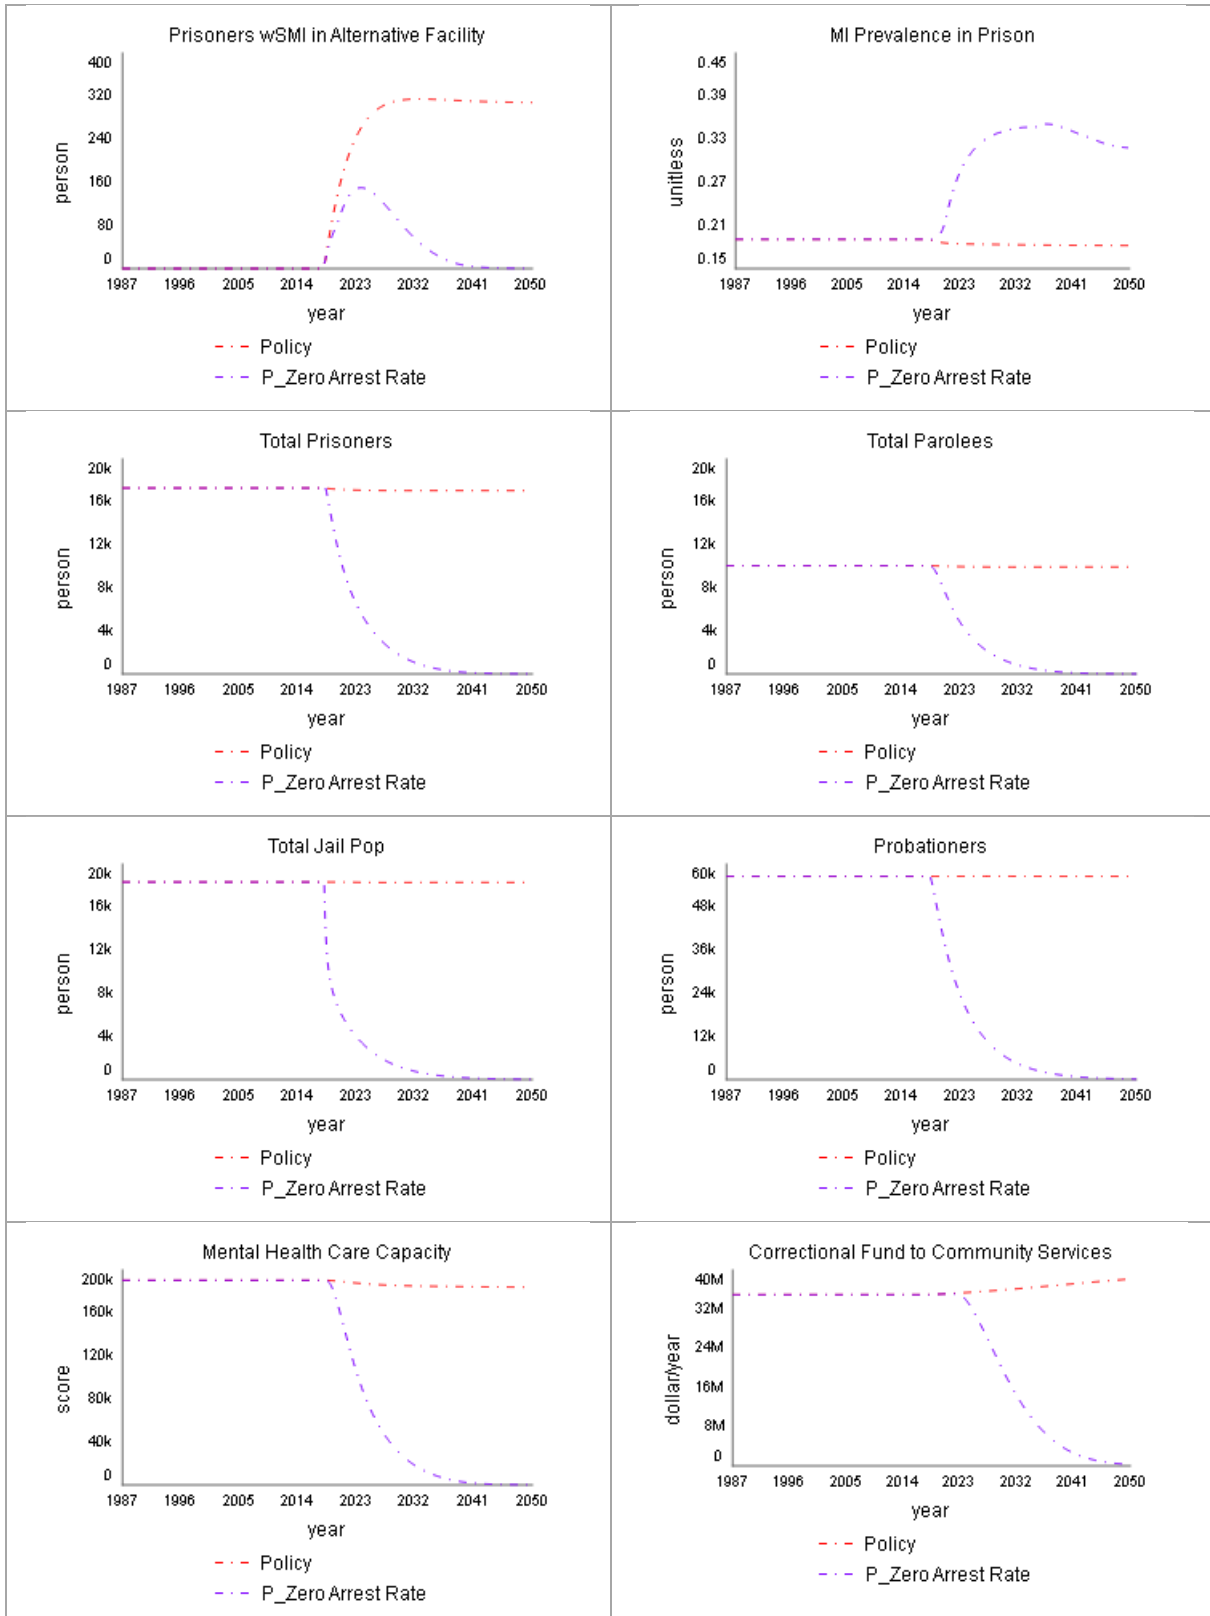 Prisoners wSMI in Alternative Facility
400
320
240
160
80
0
person
1987 1996 2005 2014 2023 2032 2041 2050
year
Policy
P_Zero Arrest Rate
MI Prevalence in Prison
0.45
0.39
0.33
0.27
0.21
0.15
unitless
1987 1996 2005 2014 2023 2032 2041 2050
year
Policy
P_Zero Arrest Rate
Total Prisoners
20k
16k
12k
8k
4k
0
person
1987 1996 2005 2014 2023 2032 2041 2050
year
Policy
P_Zero Arrest Rate
Total Parolees
20k
16k
12k
8k
4k
0
person
1987 1996 2005 2014 2023 2032 2041 2050
year
Policy
P_Zero Arrest Rate
Total Jail Pop
20k
16k
12k
8k
4k
0
person
1987 1996 2005 2014 2023 2032 2041 2050
year
Policy
P_Zero Arrest Rate
Probationers
60k
48k
36k
24k
12k
0
person
1987 1996 2005 2014 2023 2032 2041 2050
year
Policy
P_Zero Arrest Rate
Mental Health Care Capacity
200k
160k
120k
80k
40k
0
score
1987 1996 2005 2014 2023 2032 2041 2050
year
Policy
P_Zero Arrest Rate
Correctional Fund to Community Services
40M
32M
24M
16M
8M
0
dollar/year
1987 1996 2005 2014 2023 2032 2041 2050
year
Policy
P_Zero Arrest Rate